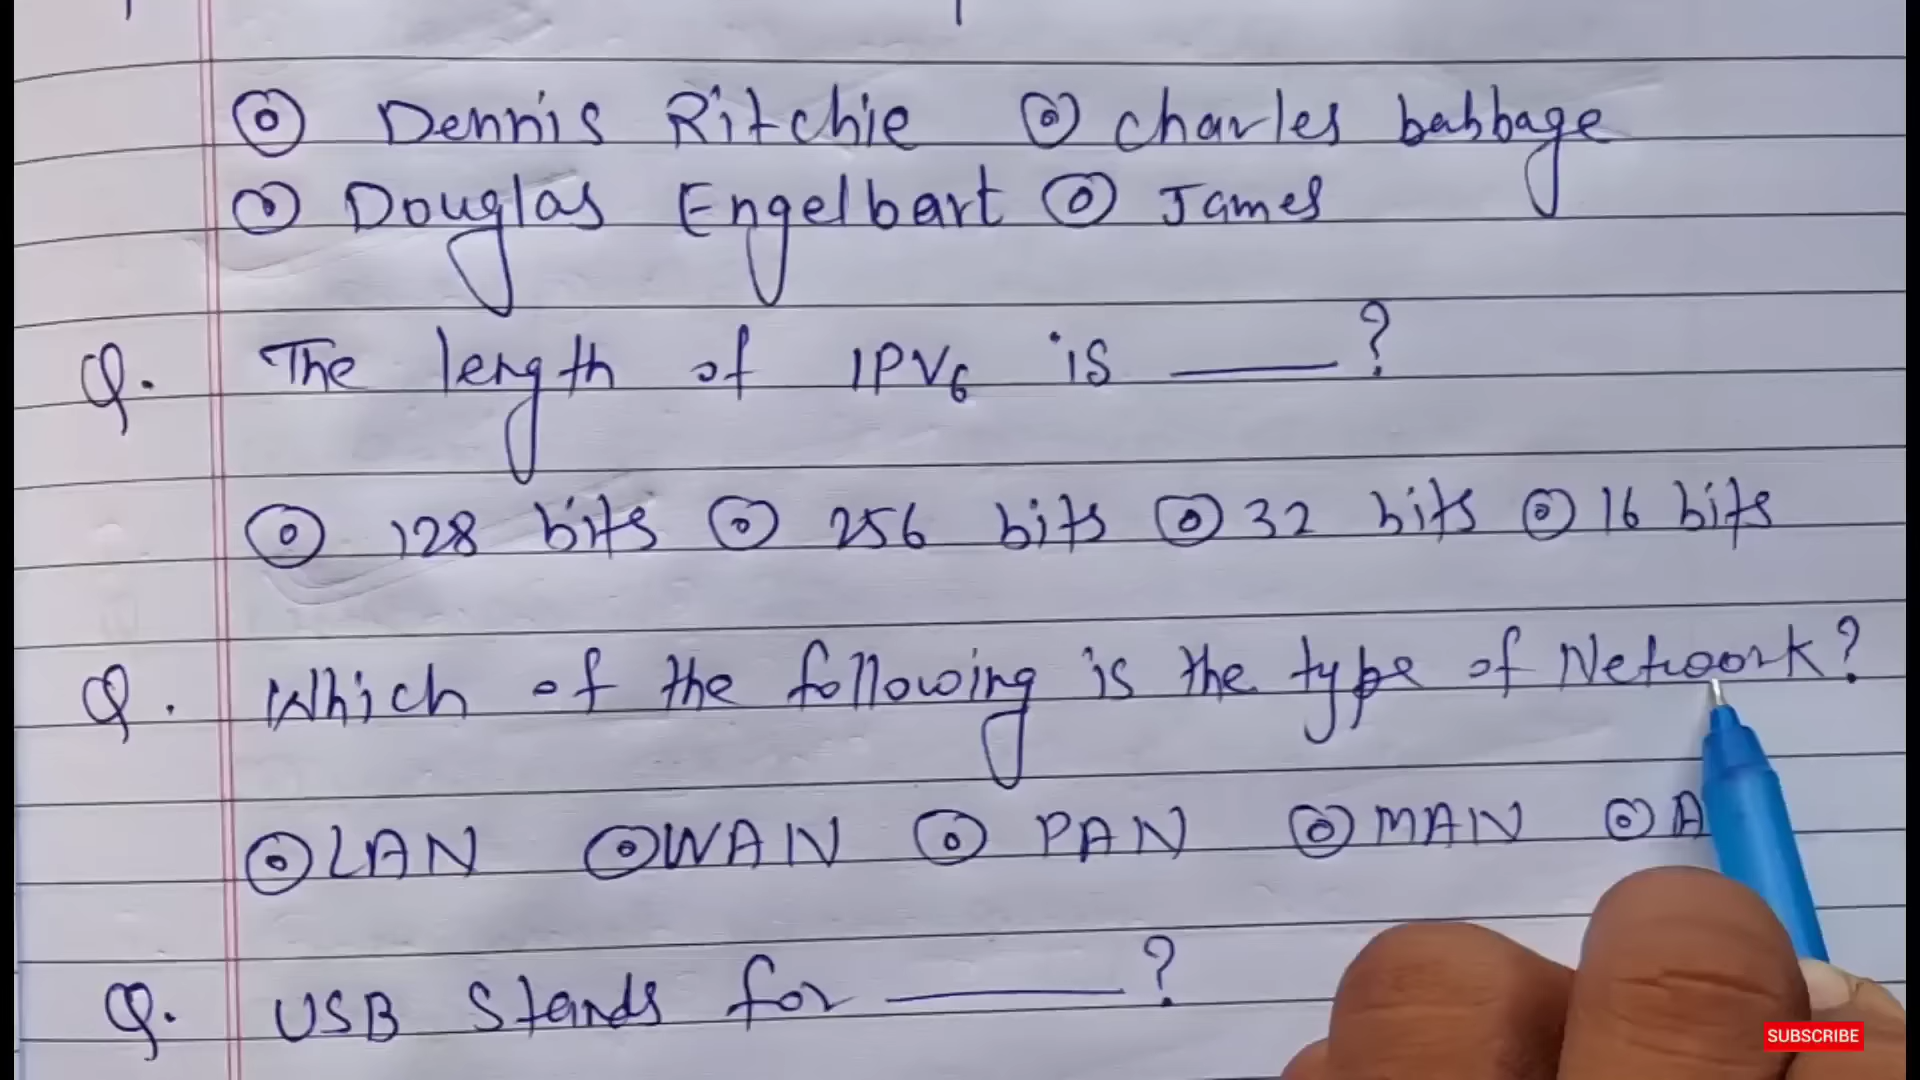 Dennis Ritchie Charles babbage
Douglas Engelbart James
Q. The length of IPV6 is ____?
128 bits 256 bits 32 bits 16 bits
Q. Which of the following is the type of Network?
LAN WAN PAN MAN A
Q. USB Stands for ____?
SUBSCRIBE